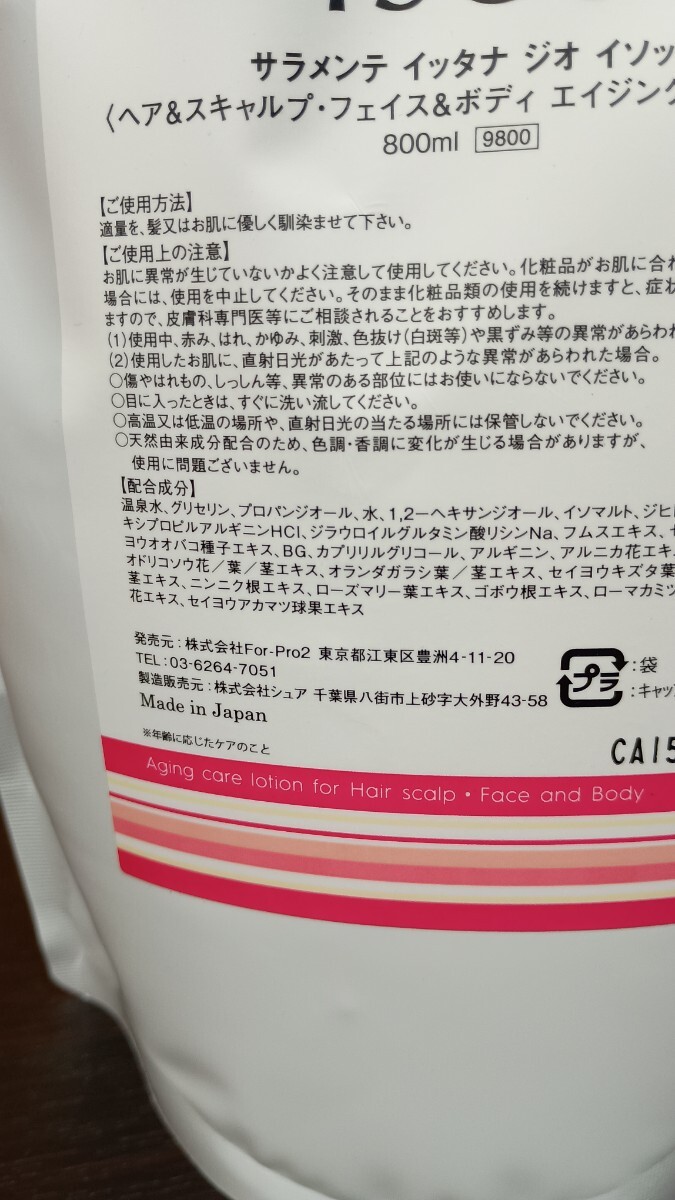 サラメンテ イッタナ ジオ イソッ
〈ヘア&スキャルプ・フェイス&ボディ エイジング
800ml 9800
【ご使用方法】
適量を、髪又はお肌に優しく馴染ませて下さい。
【ご使用上の注意】
お肌に異常が生じていないかよく注意して使用してください。化粧品がお肌に合わ
場合には、使用を中止してください。そのまま化粧品類の使用を続けますと、症状
ますので、皮膚科専門医等にご相談されることをおすすめします。
(1)使用中、赤み、はれ、かゆみ、刺激、色抜け(白斑等)や黒ずみ等の異常があらわれ
(2)使用したお肌に、直射日光があたって上記のような異常があらわれた場合。
○傷やはれもの、しっしん等、異常のある部位にはお使いにならないでください。
○目に入ったときは、すぐに洗い流してください。
○高温又は低温の場所や、直射日光の当たる場所には保管しないでください。
○天然由来成分配合のため、色調・香調に変化が生じる場合がありますが、
使用に問題ございません。
【配合成分】
温泉水、グリセリン、プロパンジオール、水、1,2-ヘキサンジオール、イソマルト、ジヒ
キシプロピルアルギニンHCl、ジラウロイルグルタミン酸リシンNa、フムスエキス、セ
ヨウオオバコ種子エキス、BG、カプリリルグリコール、アルギニン、アルニカ花エキ
オドリコソウ花/葉/茎エキス、オランダガラシ葉/茎エキス、セイヨウキズタ葉
茎エキス、ニンニク根エキス、ローズマリー葉エキス、ゴボウ根エキス、ローマカミツ
花エキス、セイヨウアカマツ球果エキス
発売元:株式会社For-Pro2 東京都江東区豊洲4-11-20
TEL:03-6264-7051
製造販売元:株式会社シュア 千葉県八街市上砂字大外野43-58
Made in Japan
プラ :袋
:キャッ
※年齢に応じたケアのこと
CA15
Aging care lotion for Hair scalp・Face and Body